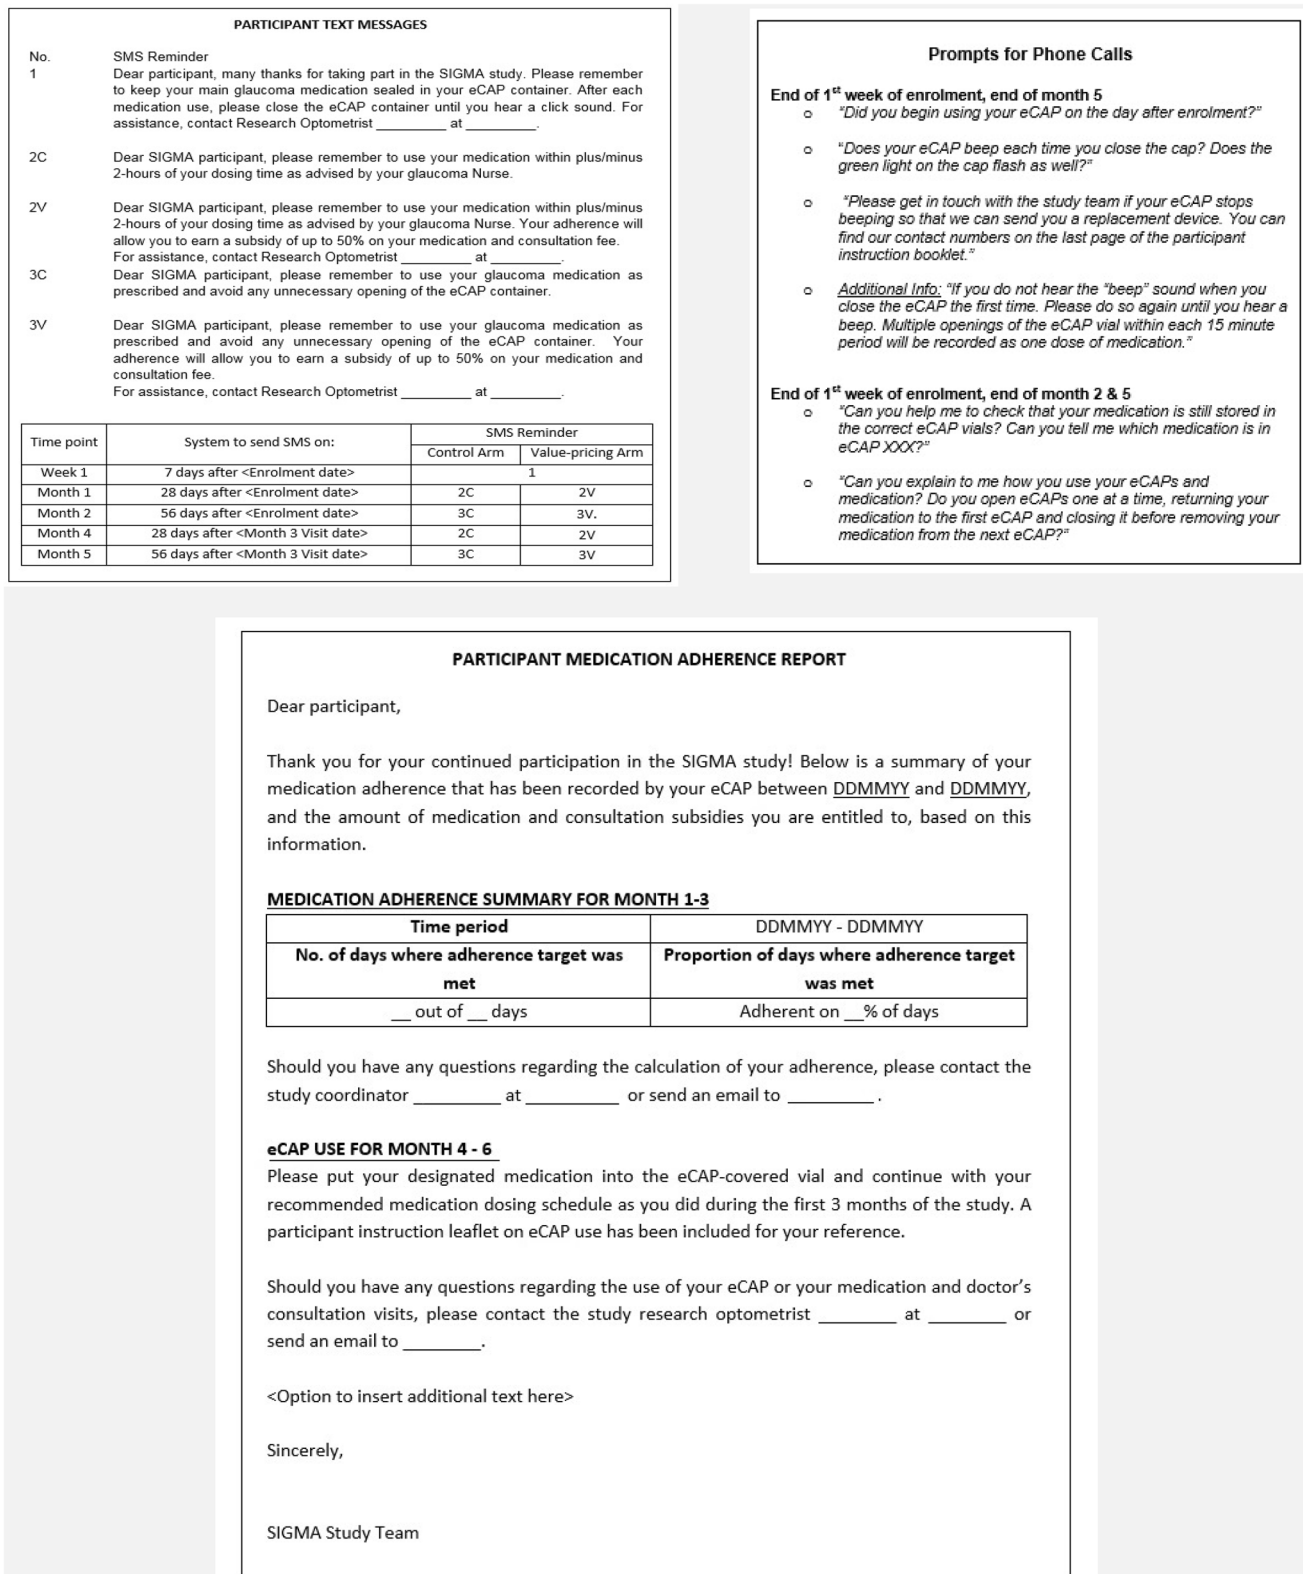 PARTICIPANT TEXT MESSAGES
No. SMS Reminder
1 Dear participant, many thanks for taking part in the SIGMA study. Please remember
to keep your main glaucoma medication sealed in your eCAP container. After each
medication use, please close the eCAP container until you hear a click sound. For
assistance, contact Research Optometrist __________ at __________.
2C Dear SIGMA participant, please remember to use your medication within plus/minus
2-hours of your dosing time as advised by your glaucoma Nurse.
2V Dear SIGMA participant, please remember to use your medication within plus/minus
2-hours of your dosing time as advised by your glaucoma Nurse. Your adherence will
allow you to earn a subsidy of up to 50% on your medication and consultation fee.
For assistance, contact Research Optometrist __________ at __________.
3C Dear SIGMA participant, please remember to use your glaucoma medication as
prescribed and avoid any unnecessary opening of the eCAP container.
3V Dear SIGMA participant, please remember to use your glaucoma medication as
prescribed and avoid any unnecessary opening of the eCAP container. Your
adherence will allow you to earn a subsidy of up to 50% on your medication and
consultation fee.
For assistance, contact Research Optometrist __________ at __________.
Time point System to send SMS on: SMS Reminder
Control Arm Value-pricing Arm
Week 1 7 days after <Enrolment date> 1
Month 1 28 days after <Enrolment date> 2C 2V
Month 2 56 days after <Enrolment date> 3C 3V.
Month 4 28 days after <Month 3 Visit date> 2C 2V
Month 5 56 days after <Month 3 Visit date> 3C 3V
Prompts for Phone Calls
End of 1st week of enrolment, end of month 5
o "Did you begin using your eCAP on the day after enrolment?"
o "Does your eCAP beep each time you close the cap? Does the
green light on the cap flash as well?"
o "Please get in touch with the study team if your eCAP stops
beeping so that we can send you a replacement device. You can
find our contact numbers on the last page of the participant
instruction booklet."
o Additional Info: "If you do not hear the "beep" sound when you
close the eCAP the first time. Please do so again until you hear a
beep. Multiple openings of the eCAP vial within each 15 minute
period will be recorded as one dose of medication."
End of 1st week of enrolment, end of month 2 & 5
o "Can you help me to check that your medication is still stored in
the correct eCAP vials? Can you tell me which medication is in
eCAP XXX?"
o "Can you explain to me how you use your eCAPs and
medication? Do you open eCAPs one at a time, returning your
medication to the first eCAP and closing it before removing your
medication from the next eCAP?"
PARTICIPANT MEDICATION ADHERENCE REPORT
Dear participant,
Thank you for your continued participation in the SIGMA study! Below is a summary of your
medication adherence that has been recorded by your eCAP between DDMMYY and DDMMYY,
and the amount of medication and consultation subsidies you are entitled to, based on this
information.
MEDICATION ADHERENCE SUMMARY FOR MONTH 1-3
Time period DDMMYY - DDMMYY
No. of days where adherence target was Proportion of days where adherence target
met was met
__ out of __ days Adherent on __% of days
Should you have any questions regarding the calculation of your adherence, please contact the
study coordinator _________ at __________ or send an email to _________ .
eCAP USE FOR MONTH 4 - 6
Please put your designated medication into the eCAP-covered vial and continue with your
recommended medication dosing schedule as you did during the first 3 months of the study. A
participant instruction leaflet on eCAP use has been included for your reference.
Should you have any questions regarding the use of your eCAP or your medication and doctor's
consultation visits, please contact the study research optometrist ________ at ________ or
send an email to ________.
<Option to insert additional text here>
Sincerely,
SIGMA Study Team